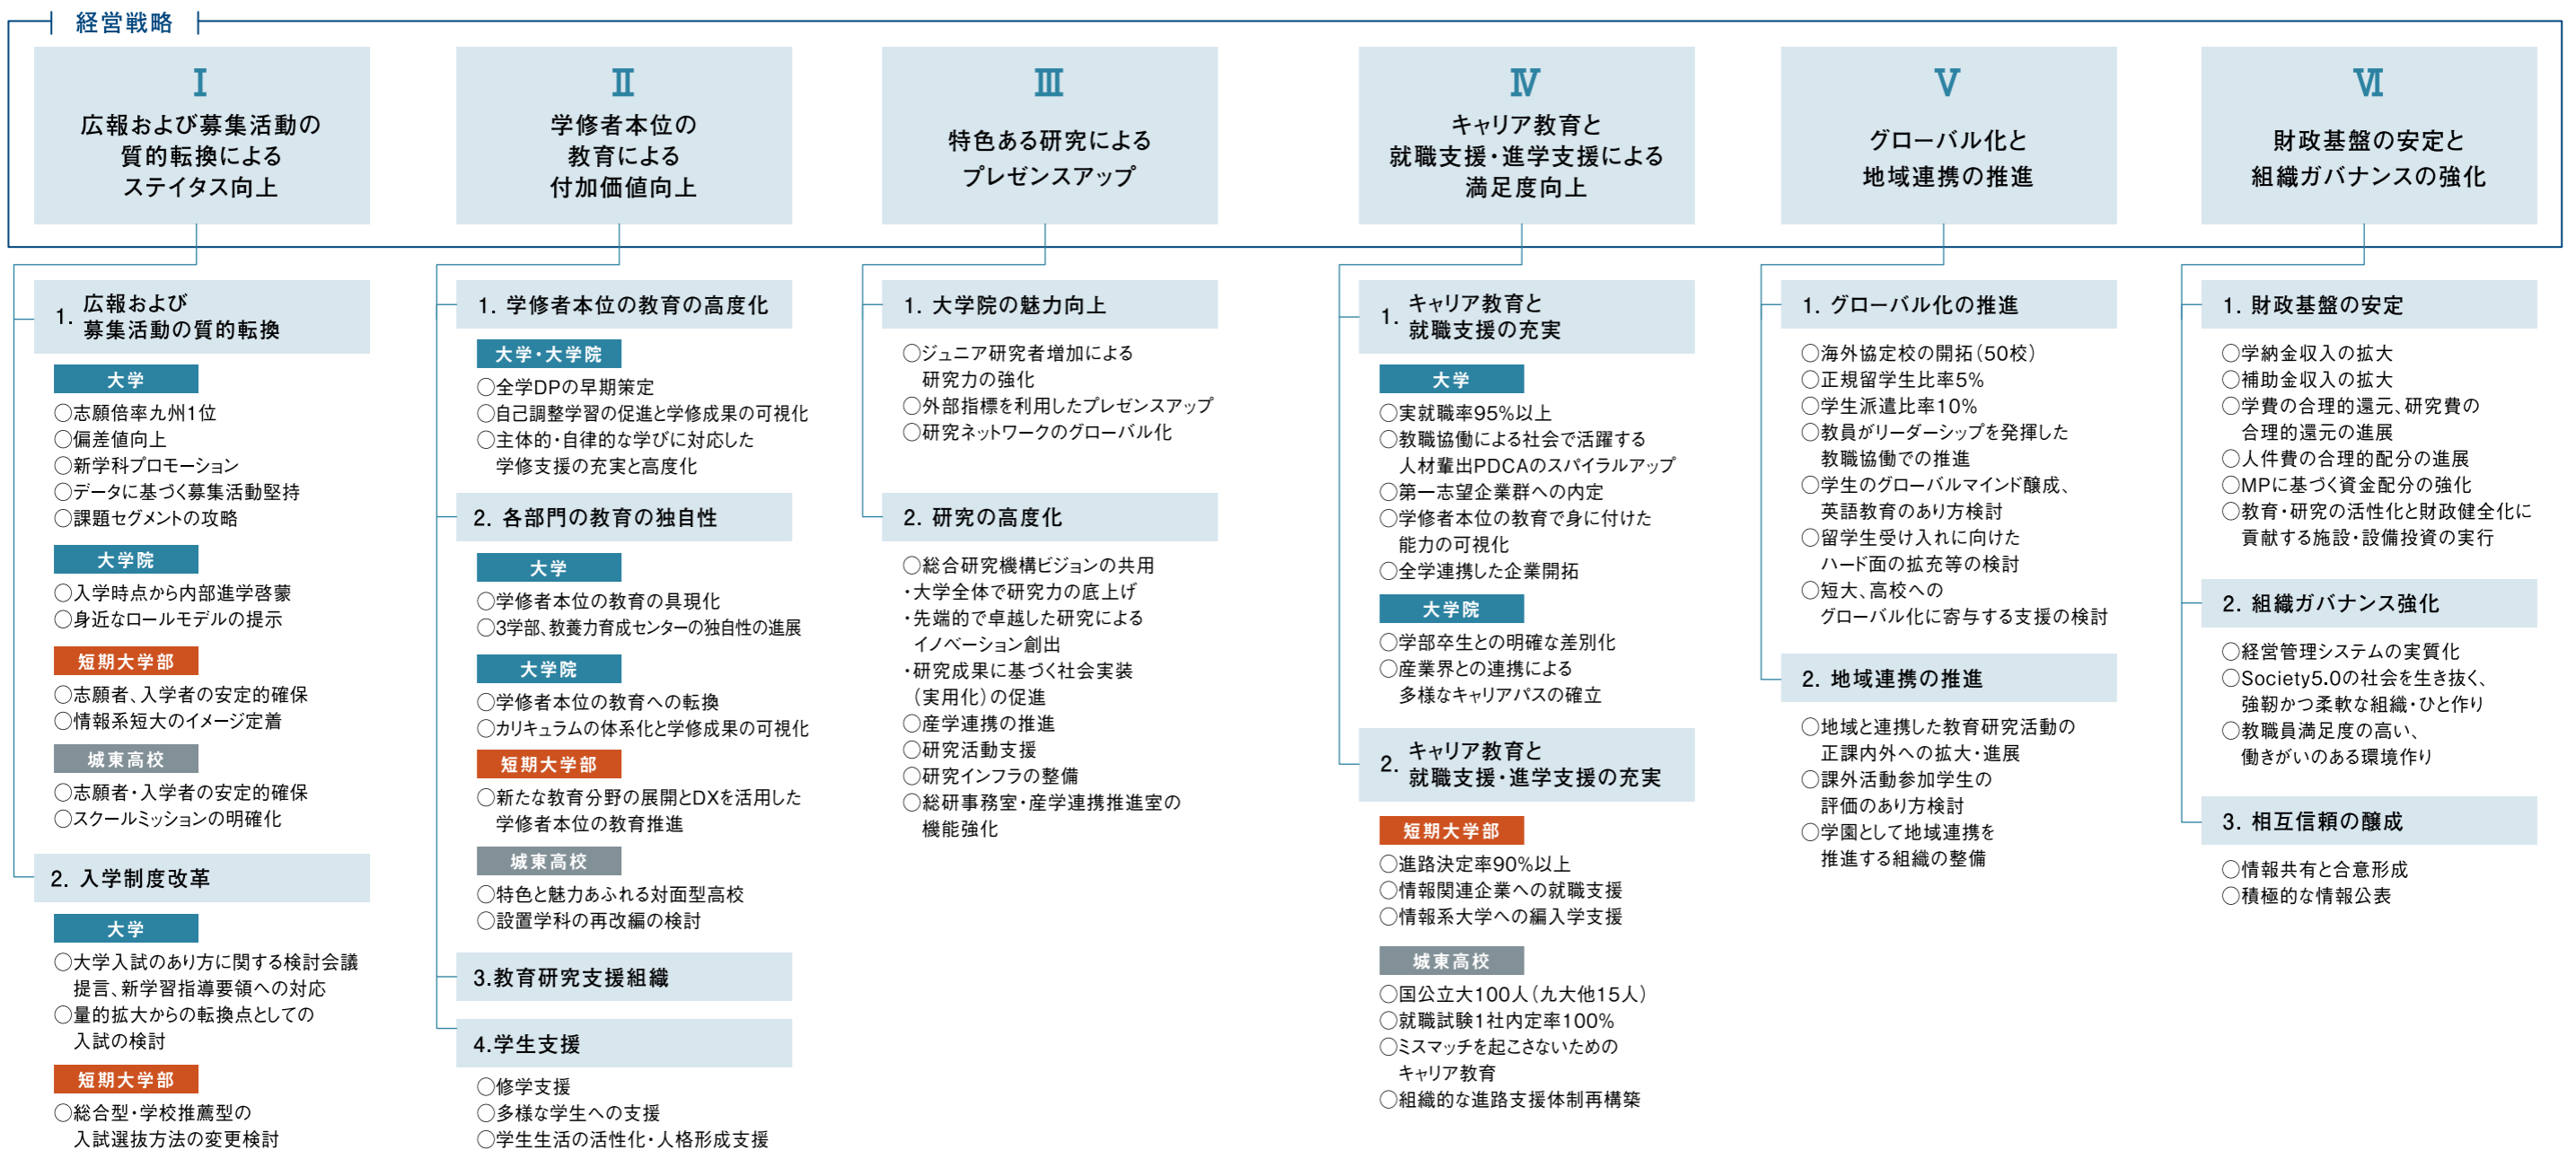 経営戦略
Ⅰ
広報および募集活動の
質的転換による
ステイタス向上
1. 広報および
募集活動の質的転換
大学
○志願倍率九州1位
○偏差値向上
○新学科プロモーション
○データに基づく募集活動堅持
○課題セグメントの攻略
大学院
○入学時点から内部進学啓蒙
○身近なロールモデルの提示
短期大学部
○志願者、入学者の安定的確保
○情報系短大のイメージ定着
城東高校
○志願者・入学者の安定的確保
○スクールミッションの明確化
2. 入学制度改革
大学
○大学入試のあり方に関する検討会議
提言、新学習指導要領への対応
○量的拡大からの転換点としての
入試の検討
短期大学部
○総合型・学校推薦型の
入試選抜方法の変更検討
Ⅱ
学修者本位の
教育による
付加価値向上
1. 学修者本位の教育の高度化
大学・大学院
○全学DPの早期策定
○自己調整学習の促進と学修成果の可視化
○主体的・自律的な学びに対応した
学修支援の充実と高度化
2. 各部門の教育の独自性
大学
○学修者本位の教育の具現化
○3学部、教養力育成センターの独自性の進展
大学院
○学修者本位の教育への転換
○カリキュラムの体系化と学修成果の可視化
短期大学部
○新たな教育分野の展開とDXを活用した
学修者本位の教育推進
城東高校
○特色と魅力あふれる対面型高校
○設置学科の再改編の検討
3.教育研究支援組織
4.学生支援
○修学支援
○多様な学生への支援
○学生生活の活性化・人格形成支援
Ⅲ
特色ある研究による
プレゼンスアップ
1. 大学院の魅力向上
○ジュニア研究者増加による
研究力の強化
○外部指標を利用したプレゼンスアップ
○研究ネットワークのグローバル化
2. 研究の高度化
○総合研究機構ビジョンの共用
・大学全体で研究力の底上げ
・先端的で卓越した研究による
イノベーション創出
・研究成果に基づく社会実装
（実用化）の促進
○産学連携の推進
○研究活動支援
○研究インフラの整備
○総研事務室・産学連携推進室の
機能強化
Ⅳ
キャリア教育と
就職支援・進学支援による
満足度向上
1. キャリア教育と
就職支援の充実
大学
○実就職率95%以上
○教職協働による社会で活躍する
人材輩出PDCAのスパイラルアップ
○第一志望企業群への内定
○学修者本位の教育で身に付けた
能力の可視化
○全学連携した企業開拓
大学院
○学部卒生との明確な差別化
○産業界との連携による
多様なキャリアパスの確立
2. キャリア教育と
就職支援・進学支援の充実
短期大学部
○進路決定率90%以上
○情報関連企業への就職支援
○情報系大学への編入学支援
城東高校
○国公立大100人（九大他15人）
○就職試験1社内定率100%
○ミスマッチを起こさないための
キャリア教育
○組織的な進路支援体制再構築
Ⅴ
グローバル化と
地域連携の推進
1. グローバル化の推進
○海外協定校の開拓（50校）
○正規留学生比率5%
○学生派遣比率10%
○教員がリーダーシップを発揮した
教職協働での推進
○学生のグローバルマインド醸成、
英語教育のあり方検討
○留学生受け入れに向けた
ハード面の拡充等の検討
○短大、高校への
グローバル化に寄与する支援の検討
2. 地域連携の推進
○地域と連携した教育研究活動の
正課内外への拡大・進展
○課外活動参加学生の
評価のあり方検討
○学園として地域連携を
推進する組織の整備
Ⅵ
財政基盤の安定と
組織ガバナンスの強化
1. 財政基盤の安定
○学納金収入の拡大
○補助金収入の拡大
○学費の合理的還元、研究費の
合理的還元の進展
○人件費の合理的配分の進展
○MPに基づく資金配分の強化
○教育・研究の活性化と財政健全化に
貢献する施設・設備投資の実行
2. 組織ガバナンス強化
○経営管理システムの実質化
○Society5.0の社会を生き抜く、
強靭かつ柔軟な組織・ひと作り
○教職員満足度の高い、
働きがいのある環境作り
3. 相互信頼の醸成
○情報共有と合意形成
○積極的な情報公表